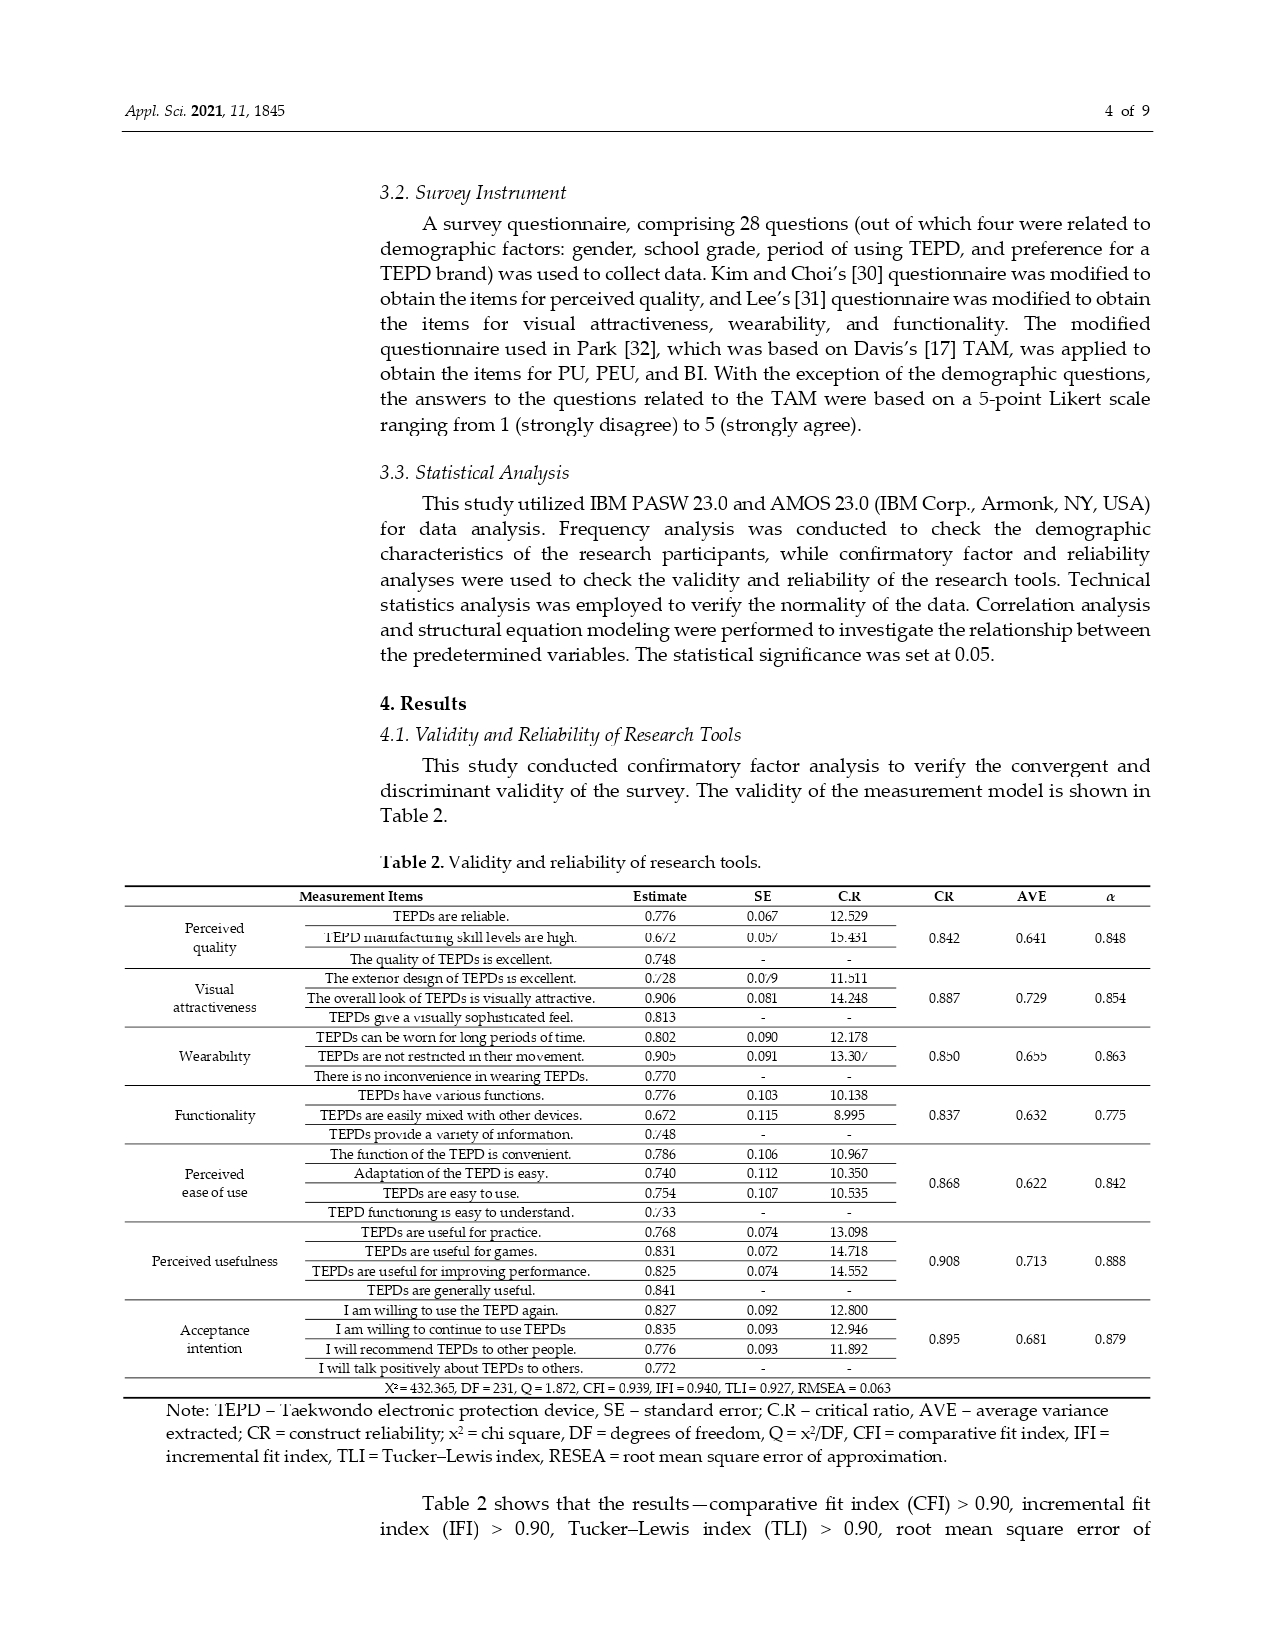 Appl. Sci. 2021, 11, 1845 4 of 9
3.2. Survey Instrument
A survey questionnaire, comprising 28 questions (out of which four were related to
demographic factors: gender, school grade, period of using TEPD, and preference for a
TEPD brand) was used to collect data. Kim and Choi’s [30] questionnaire was modified to
obtain the items for perceived quality, and Lee’s [31] questionnaire was modified to obtain
the items for visual attractiveness, wearability, and functionality. The modified
questionnaire used in Park [32], which was based on Davis’s [17] TAM, was applied to
obtain the items for PU, PEU, and BI. With the exception of the demographic questions,
the answers to the questions related to the TAM were based on a 5-point Likert scale
ranging from 1 (strongly disagree) to 5 (strongly agree).
3.3. Statistical Analysis
This study utilized IBM PASW 23.0 and AMOS 23.0 (IBM Corp., Armonk, NY, USA)
for data analysis. Frequency analysis was conducted to check the demographic
characteristics of the research participants, while confirmatory factor and reliability
analyses were used to check the validity and reliability of the research tools. Technical
statistics analysis was employed to verify the normality of the data. Correlation analysis
and structural equation modeling were performed to investigate the relationship between
the predetermined variables. The statistical significance was set at 0.05.
4. Results
4.1. Validity and Reliability of Research Tools
This study conducted confirmatory factor analysis to verify the convergent and
discriminant validity of the survey. The validity of the measurement model is shown in
Table 2.
Table 2. Validity and reliability of research tools.
Measurement Items Estimate SE C.R CR AVE α
Perceived quality TEPDs are reliable. 0.776 0.067 12.529 0.842 0.641 0.848
TEPD manufacturing skill levels are high. 0.672 0.057 15.431
The quality of TEPDs is excellent. 0.748 - -
Visual attractiveness The exterior design of TEPDs is excellent. 0.728 0.079 11.511 0.887 0.729 0.854
The overall look of TEPDs is visually attractive. 0.906 0.081 14.248
TEPDs give a visually sophisticated feel. 0.813 - -
Wearability TEPDs can be worn for long periods of time. 0.802 0.090 12.178 0.850 0.655 0.863
TEPDs are not restricted in their movement. 0.905 0.091 13.307
There is no inconvenience in wearing TEPDs. 0.770 - -
Functionality TEPDs have various functions. 0.776 0.103 10.138 0.837 0.632 0.775
TEPDs are easily mixed with other devices. 0.672 0.115 8.995
TEPDs provide a variety of information. 0.748 - -
Perceived ease of use The function of the TEPD is convenient. 0.786 0.106 10.967 0.868 0.622 0.842
Adaptation of the TEPD is easy. 0.740 0.112 10.350
TEPDs are easy to use. 0.754 0.107 10.535
TEPD functioning is easy to understand. 0.733 - -
Perceived usefulness TEPDs are useful for practice. 0.768 0.074 13.098 0.908 0.713 0.888
TEPDs are useful for games. 0.831 0.072 14.718
TEPDs are useful for improving performance. 0.825 0.074 14.552
TEPDs are generally useful. 0.841 - -
Acceptance intention I am willing to use the TEPD again. 0.827 0.092 12.800 0.895 0.681 0.879
I am willing to continue to use TEPDs 0.835 0.093 12.946
I will recommend TEPDs to other people. 0.776 0.093 11.892
I will talk positively about TEPDs to others. 0.772 - -
X² = 432.365, DF = 231, Q = 1.872, CFI = 0.939, IFI = 0.940, TLI = 0.927, RMSEA = 0.063
Note: TEPD – Taekwondo electronic protection device, SE – standard error; C.R – critical ratio, AVE – average variance
extracted; CR = construct reliability; x² = chi square, DF = degrees of freedom, Q = x²/DF, CFI = comparative fit index, IFI =
incremental fit index, TLI = Tucker–Lewis index, RESEA = root mean square error of approximation.
Table 2 shows that the results—comparative fit index (CFI) > 0.90, incremental fit
index (IFI) > 0.90, Tucker–Lewis index (TLI) > 0.90, root mean square error of